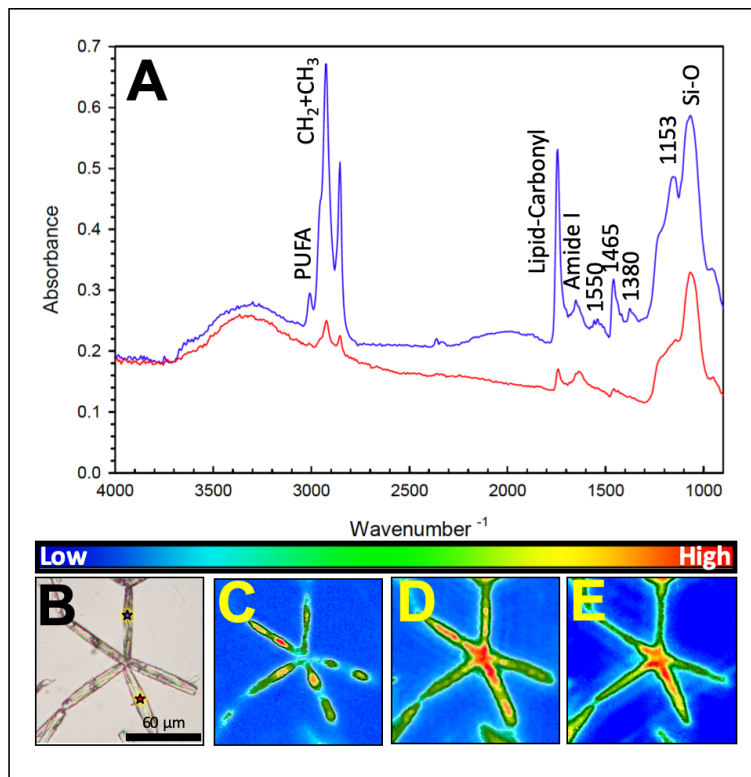 A
0.7
0.6
0.5
0.4
0.3
0.2
0.1
0.0
Absorbance
PUFA
CH₂+CH₃
Lipid-Carbonyl
Amide I
1550
1465
1380
1153
Si-O
4000 3500 3000 2500 2000 1500 1000
Wavenumber ⁻¹
Low High
B C D E
60 µm